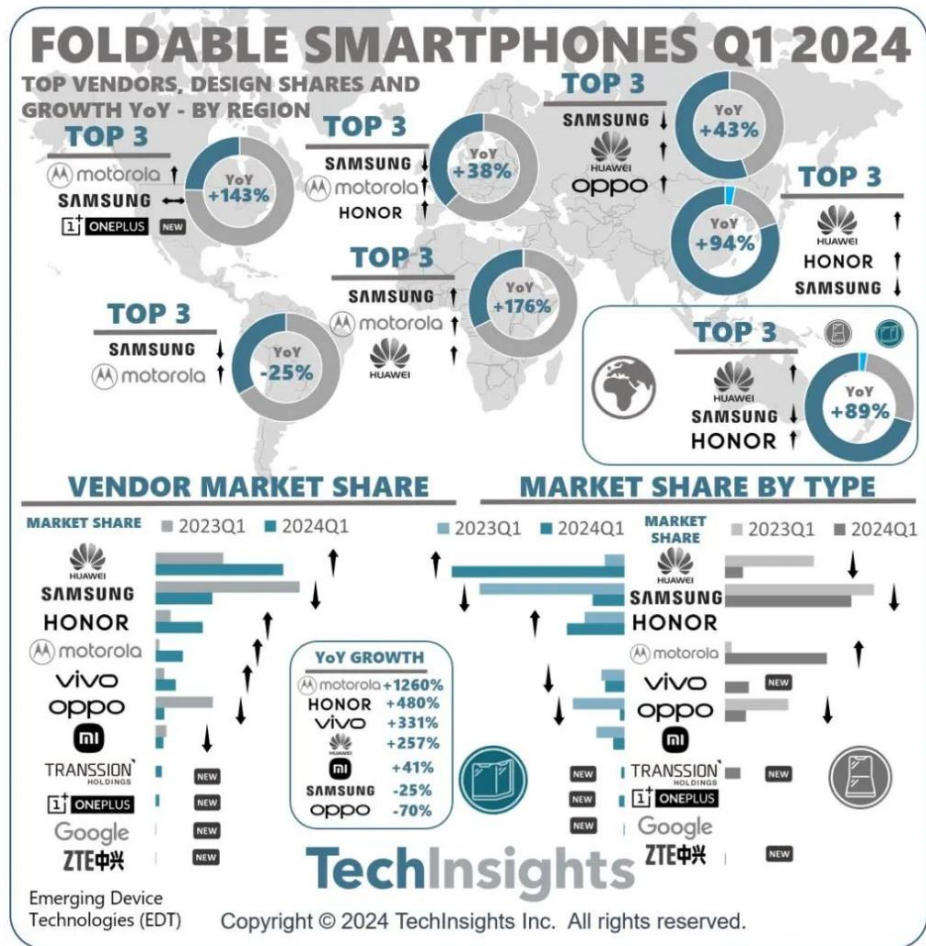 FOLDABLE SMARTPHONES Q1 2024
TOP VENDORS, DESIGN SHARES AND
GROWTH YoY - BY REGION
TOP 3
motorola
SAMSUNG
1+ ONEPLUS NEW
YoY
+143%
TOP 3
SAMSUNG
motorola
HONOR
YoY
+38%
TOP 3
SAMSUNG
HUAWEI
oppo
YoY
+43%
TOP 3
HUAWEI
HONOR
SAMSUNG
YoY
+94%
TOP 3
SAMSUNG
motorola
YoY
-25%
TOP 3
SAMSUNG
motorola
HUAWEI
YoY
+176%
TOP 3
HUAWEI
SAMSUNG
HONOR
YoY
+89%
VENDOR MARKET SHARE
MARKET SHARE 2023Q1 2024Q1
HUAWEI
SAMSUNG
HONOR
motorola
vivo
oppo
mi
TRANSSION HOLDINGS NEW
1+ ONEPLUS NEW
Google NEW
ZTE中兴 NEW
YoY GROWTH
motorola +1260%
HONOR +480%
vivo +331%
HUAWEI +257%
mi +41%
SAMSUNG -25%
oppo -70%
MARKET SHARE BY TYPE
2023Q1 2024Q1 MARKET SHARE 2023Q1 2024Q1
HUAWEI
SAMSUNG
HONOR
motorola
vivo NEW
oppo
mi
NEW TRANSSION HOLDINGS NEW
NEW 1+ ONEPLUS
NEW Google
ZTE中兴 NEW
TechInsights
Emerging Device
Technologies (EDT)
Copyright © 2024 TechInsights Inc. All rights reserved.